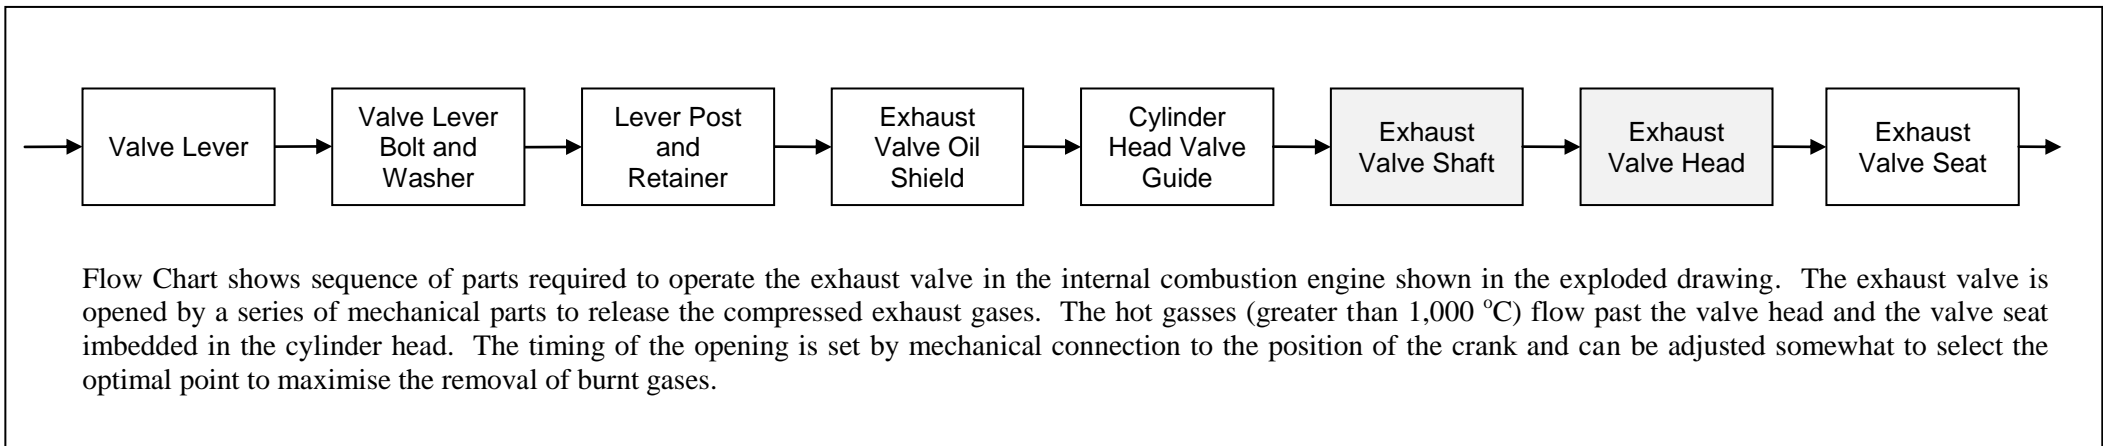 Valve Lever
Valve Lever
Bolt and
Washer
Lever Post
and
Retainer
Exhaust
Valve Oil
Shield
Cylinder
Head Valve
Guide
Exhaust
Valve Shaft
Exhaust
Valve Head
Exhaust
Valve Seat
Flow Chart shows sequence of parts required to operate the exhaust valve in the internal combustion engine shown in the exploded drawing. The exhaust valve is
opened by a series of mechanical parts to release the compressed exhaust gases. The hot gasses (greater than 1,000 °C) flow past the valve head and the valve seat
imbedded in the cylinder head. The timing of the opening is set by mechanical connection to the position of the crank and can be adjusted somewhat to select the
optimal point to maximise the removal of burnt gases.